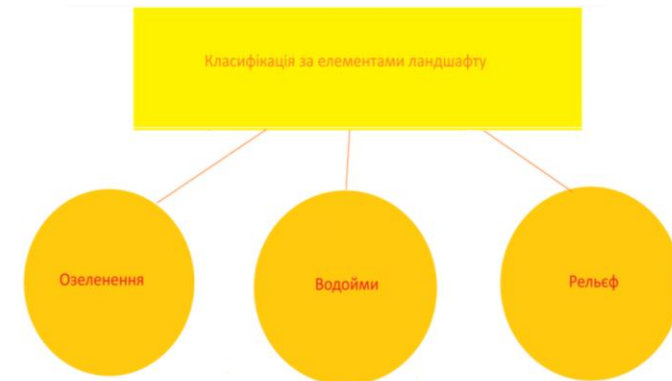 Класифікація за елементами ландшафту
Озеленення
Водойми
Рельєф